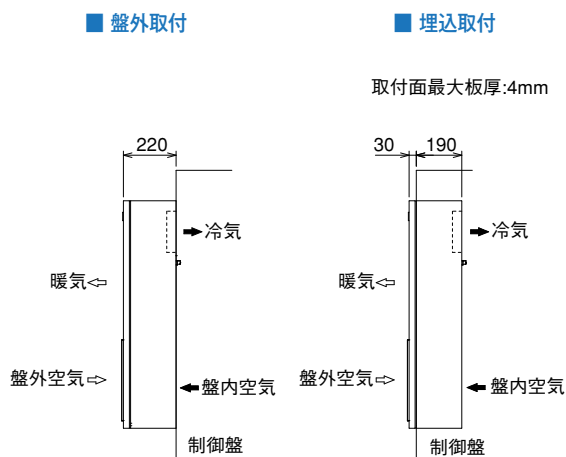 ■ 盤外取付
■ 埋込取付
取付面最大板厚:4mm
220
30 190
冷気
冷気
暖気
暖気
盤外空気
盤内空気
盤外空気
盤内空気
制御盤
制御盤